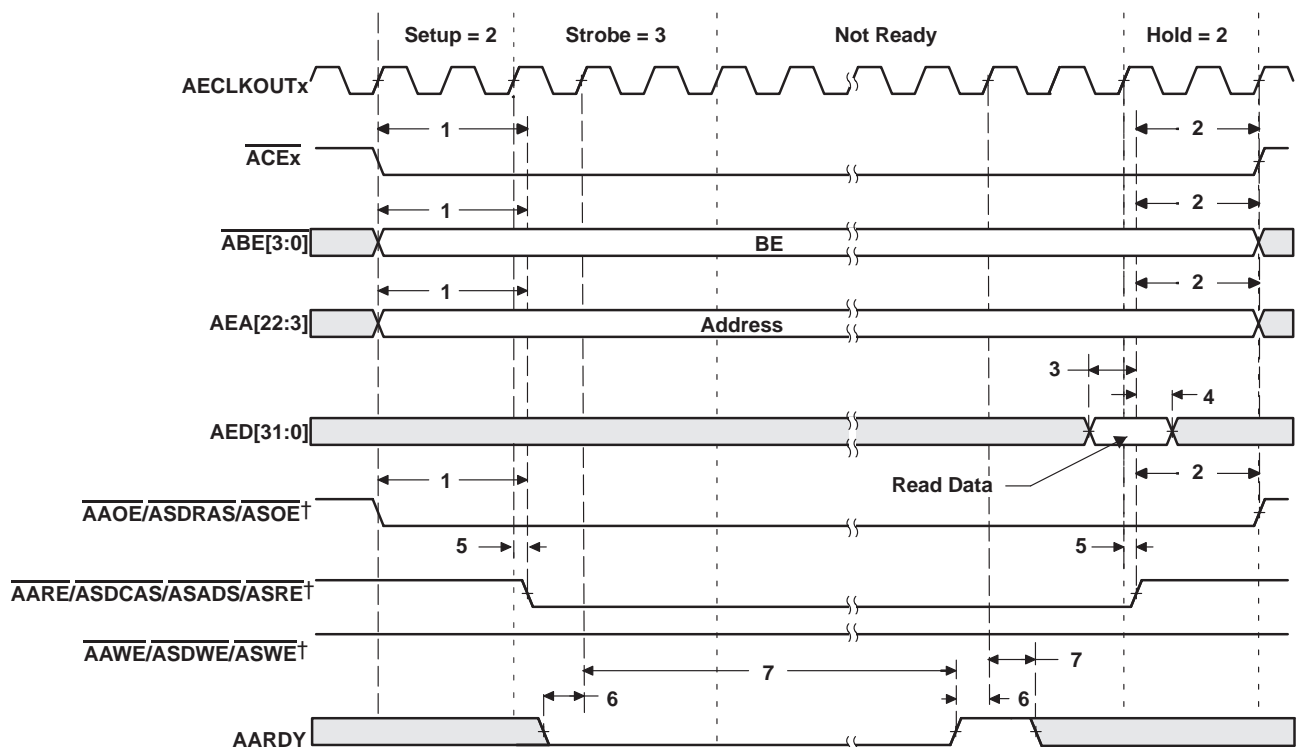 Setup = 2 Strobe = 3 Not Ready Hold = 2
AECLKOUTx
1 2
ACEx
1 2
ABE[3:0] BE
1 2
AEA[22:3] Address
3
4
AED[31:0]
1 Read Data 2
AAOE/ASDRAS/ASOE†
5 5
AARE/ASDCAS/ASADS/ASRE†
AAWE/ASDWE/ASWE†
7 7
6 6
AARDY